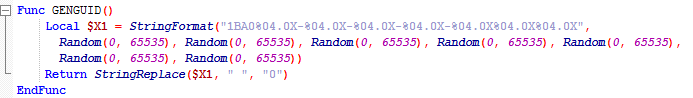 Func GENGUID()
Local $X1 = StringFormat("1BA0%04.0X-%04.0X-%04.0X-%04.0X-%04.0X%04.0X%04.0X",
Random(0, 65535), Random(0, 65535), Random(0, 65535), Random(0, 65535), Random(0, 65535),
Random(0, 65535), Random(0, 65535))
Return StringReplace($X1, " ", "0")
EndFunc